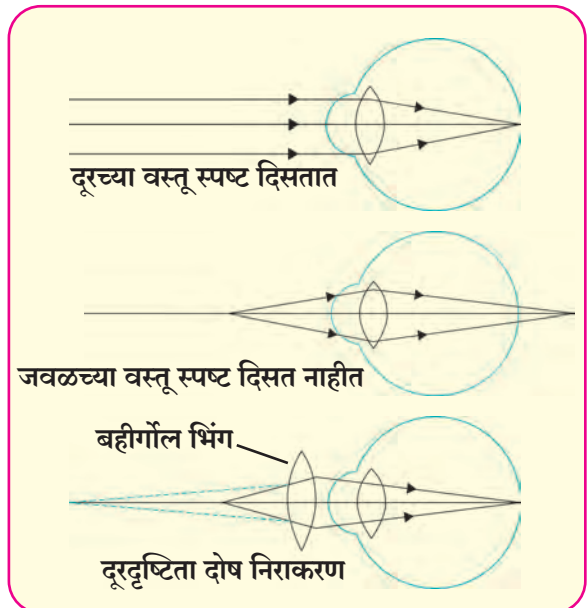 दूरच्या वस्तू स्पष्ट दिसतात
जवळच्या वस्तू स्पष्ट दिसत नाहीत
बहीर्गोल भिंग
दूरदृष्टिता दोष निराकरण